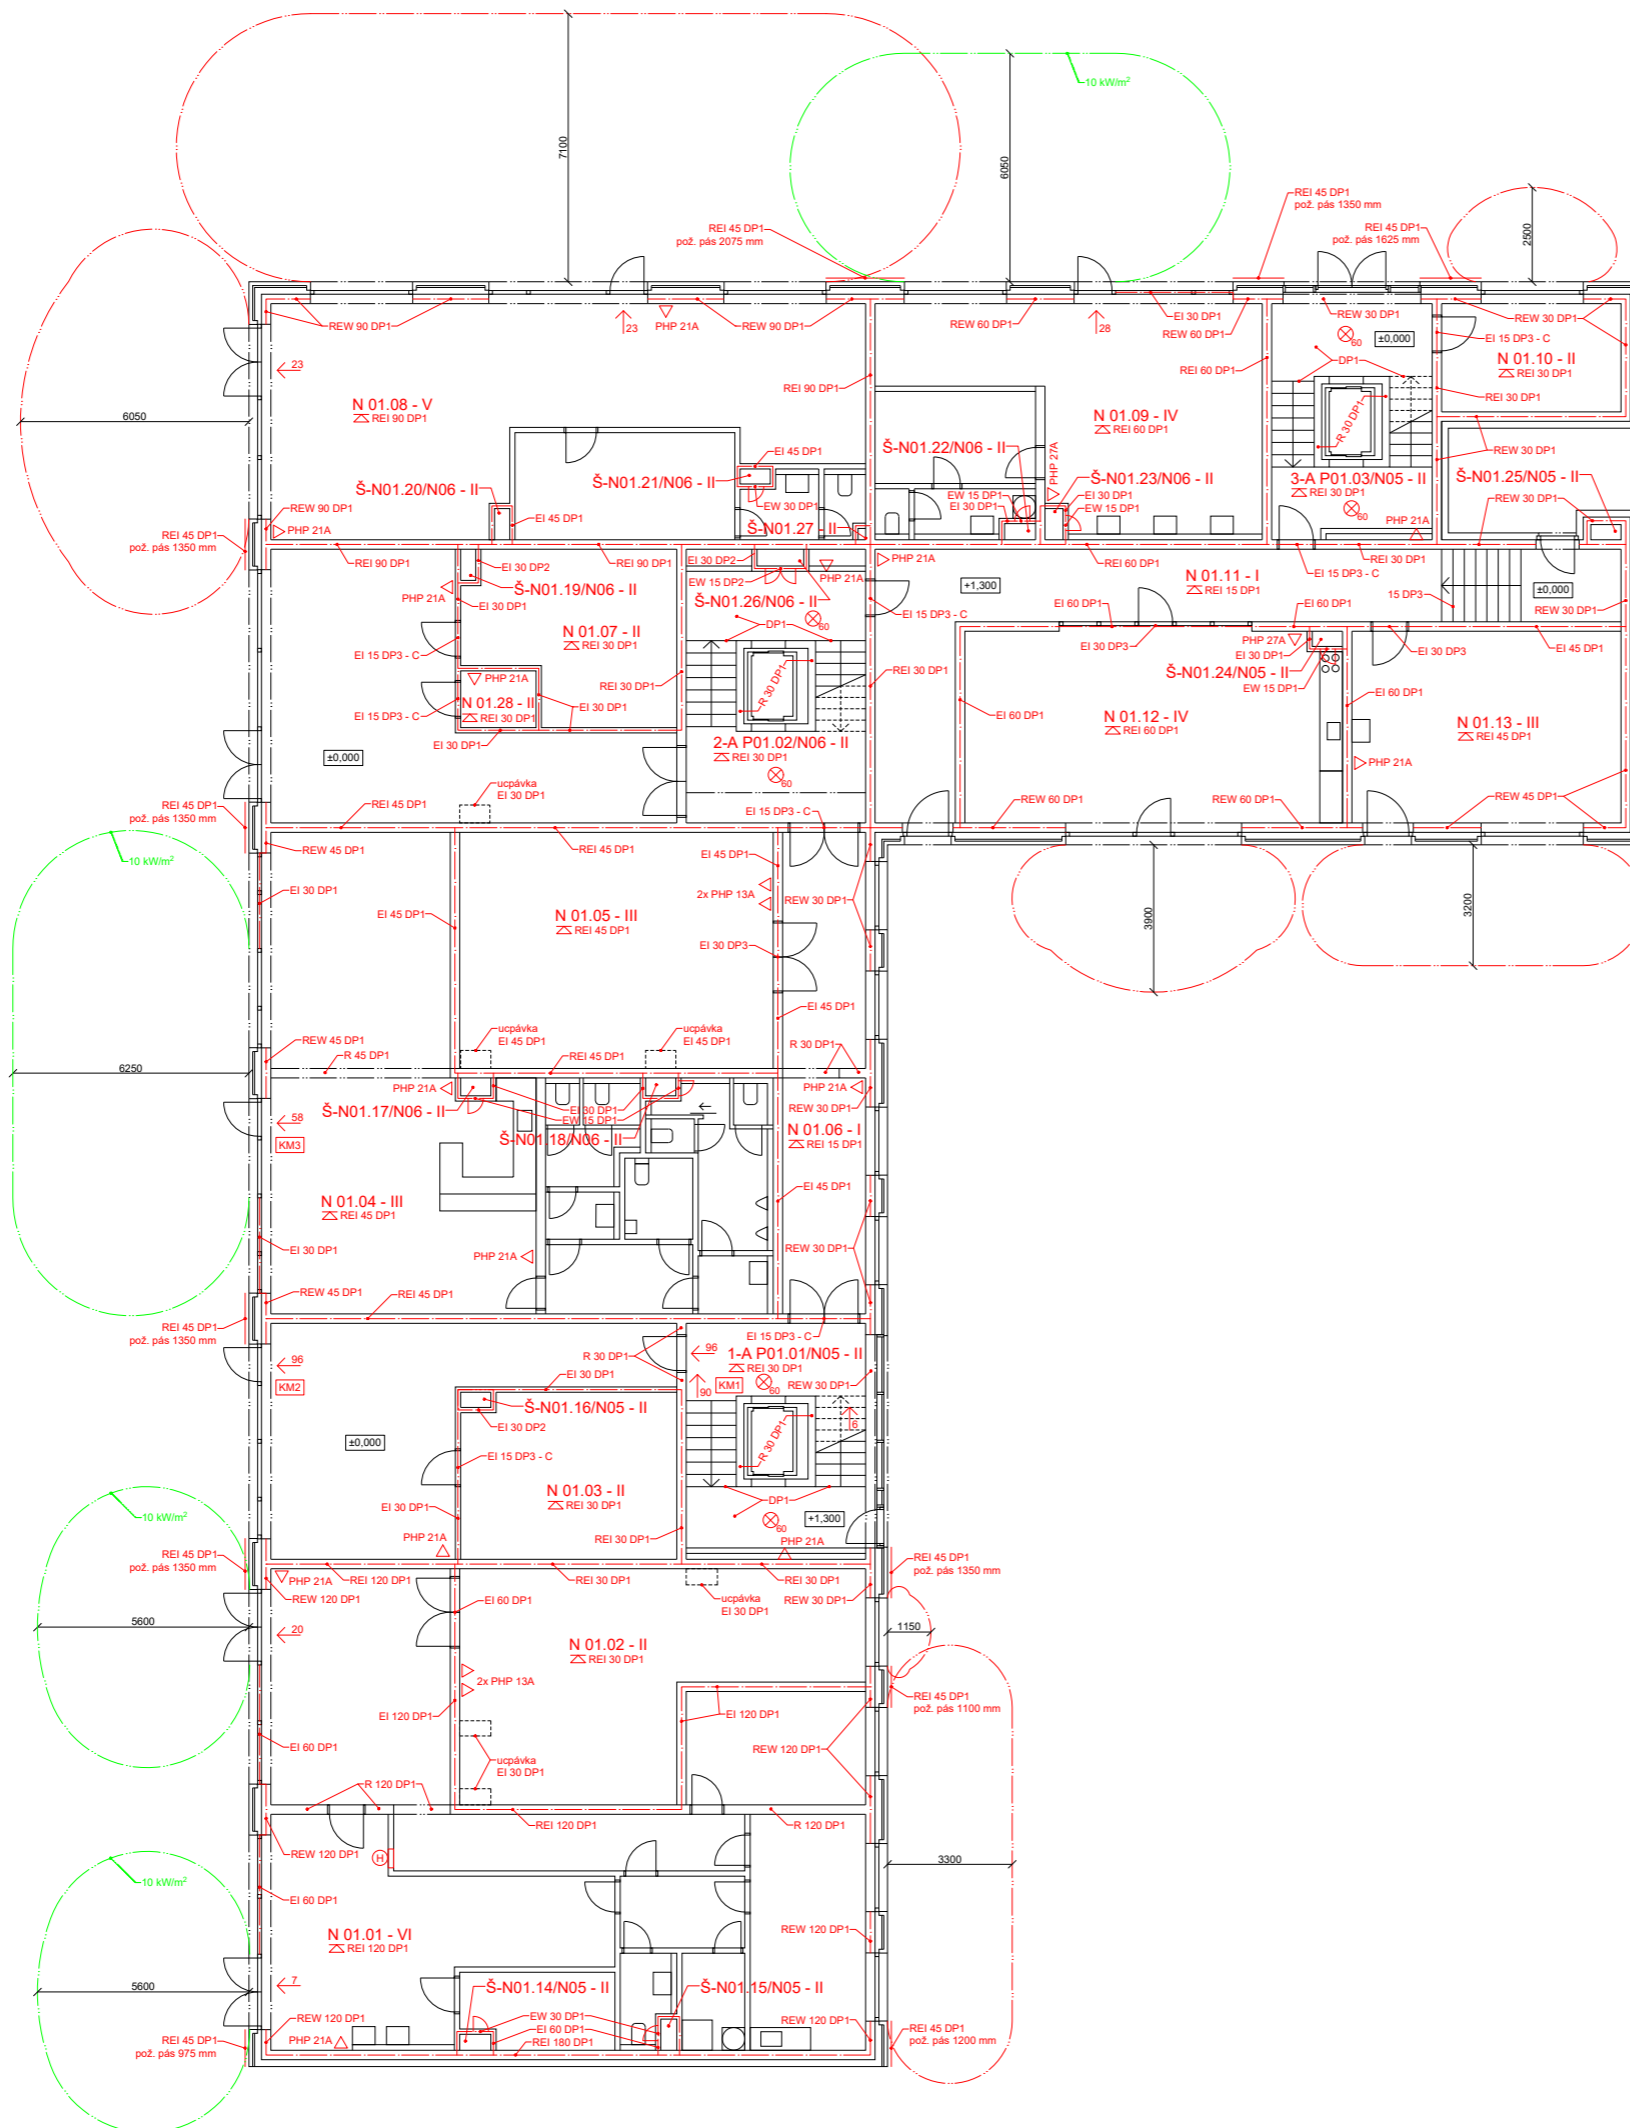 10 kW/m²
7100
6050
REI 45 DP1
pož. pás 1350 mm
REI 45 DP1
pož. pás 2075 mm
REI 45 DP1
pož. pás 1625 mm
2500
REW 90 DP1
23
PHP 21A
REW 90 DP1
REW 60 DP1
28
EI 30 DP1
REW 60 DP1
REW 30 DP1
60
±0,000
REW 30 DP1
EI 15 DP3 - C
23
REI 90 DP1
REI 60 DP1
DP1
N 01.10 - II
REI 30 DP1
REI 30 DP1
6050
N 01.08 - V
REI 90 DP1
N 01.09 - IV
REI 60 DP1
R 30 DP1
REW 30 DP1
Š-N01.22/N06 - II
PHP 27A
EI 45 DP1
Š-N01.21/N06 - II
Š-N01.23/N06 - II
3-A P01.03/N05 - II
REI 30 DP1
Š-N01.25/N05 - II
Š-N01.20/N06 - II
EW 30 DP1
EW 15 DP1
EI 30 DP1
EI 30 DP1
EW 15 DP1
60
REW 30 DP1
REW 90 DP1
PHP 21A
EI 45 DP1
Š-N01.27 - II
PHP 21A
REI 45 DP1
pož. pás 1350 mm
REI 90 DP1
EI 30 DP2
REI 90 DP1
EI 30 DP2
PHP 21A
REI 60 DP1
REI 30 DP1
EI 15 DP3 - C
N 01.11 - I
REI 15 DP1
Š-N01.19/N06 - II
EW 15 DP2
PHP 21A
+1,300
15 DP3
±0,000
PHP 21A
EI 30 DP1
Š-N01.26/N06 - II
60
EI 15 DP3 - C
EI 60 DP1
EI 60 DP1
REW 30 DP1
N 01.07 - II
REI 30 DP1
DP1
EI 15 DP3 - C
EI 30 DP3
PHP 27A
EI 30 DP1
EI 30 DP3
EI 45 DP1
REI 30 DP1
REI 30 DP1
PHP 21A
Š-N01.24/N05 - II
EW 15 DP1
R 30 DP1
N 01.28 - II
REI 30 DP1
EI 30 DP1
EI 15 DP3 - C
EI 60 DP1
EI 60 DP1
N 01.12 - IV
REI 60 DP1
N 01.13 - III
REI 45 DP1
EI 30 DP1
2-A P01.02/N06 - II
REI 30 DP1
±0,000
60
PHP 21A
ucpávka
EI 30 DP1
REI 45 DP1
pož. pás 1350 mm
REI 45 DP1
EI 15 DP3 - C
REW 60 DP1
REW 60 DP1
REW 45 DP1
10 kW/m²
REW 45 DP1
REI 45 DP1
EI 45 DP1
EI 30 DP1
2x PHP 13A
REW 30 DP1
3900
3200
EI 45 DP1
N 01.05 - III
REI 45 DP1
EI 30 DP3
EI 45 DP1
ucpávka
EI 45 DP1
ucpávka
EI 45 DP1
REW 45 DP1
R 45 DP1
REI 45 DP1
R 30 DP1
6250
PHP 21A
PHP 21A
Š-N01.17/N06 - II
EI 30 DP1
EW 15 DP1
REW 30 DP1
58
KM3
Š-N01.18/N06 - II
N 01.06 - I
REI 15 DP1
N 01.04 - III
REI 45 DP1
EI 45 DP1
EI 30 DP1
PHP 21A
REW 30 DP1
REW 45 DP1
REI 45 DP1
REI 45 DP1
pož. pás 1350 mm
EI 15 DP3 - C
R 30 DP1
96
1-A P01.01/N05 - II
REI 30 DP1
96
KM2
EI 30 DP1
90
KM1
60
REW 30 DP1
Š-N01.16/N05 - II
EI 30 DP2
6
±0,000
R 30 DP1
EI 15 DP3 - C
N 01.03 - II
REI 30 DP1
10 kW/m²
EI 30 DP1
DP1
60
+1,300
PHP 21A
REI 30 DP1
PHP 21A
REI 45 DP1
pož. pás 1350 mm
REI 120 DP1
REI 30 DP1
REI 30 DP1
REI 45 DP1
pož. pás 1350 mm
PHP 21A
REW 120 DP1
EI 60 DP1
ucpávka
EI 30 DP1
REW 30 DP1
5600
20
1150
N 01.02 - II
REI 30 DP1
2x PHP 13A
REI 45 DP1
pož. pás 1100 mm
EI 120 DP1
EI 120 DP1
EI 60 DP1
ucpávka
EI 30 DP1
REW 120 DP1
R 120 DP1
REI 120 DP1
R 120 DP1
REW 120 DP1
H
3300
10 kW/m²
EI 60 DP1
N 01.01 - VI
REI 120 DP1
REW 120 DP1
5600
7
Š-N01.14/N05 - II
Š-N01.15/N05 - II
REW 120 DP1
EW 30 DP1
EI 60 DP1
REI 180 DP1
REW 120 DP1
PHP 21A
REI 45 DP1
pož. pás 975 mm
REI 45 DP1
pož. pás 1200 mm